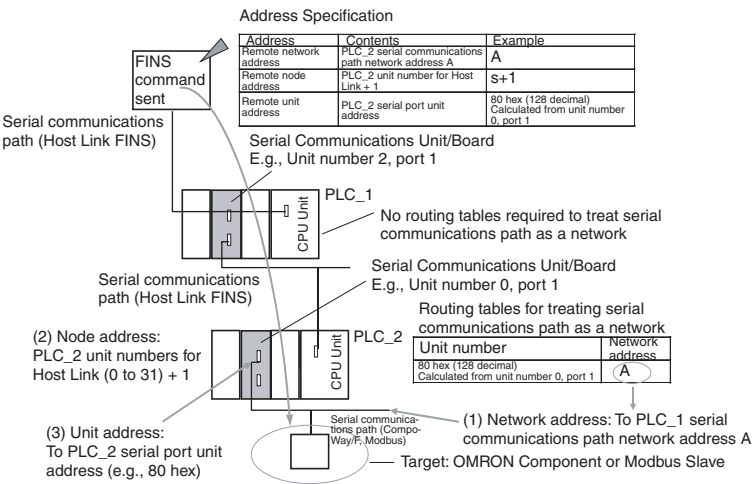 Address Specification
Address Contents Example
Remote network address PLC_2 serial communications path network address A A
Remote node address PLC_2 unit number for Host Link + 1 s+1
Remote unit address PLC_2 serial port unit address 80 hex (128 decimal) Calculated from unit number 0, port 1
FINS
command
sent
Serial communications
path (Host Link FINS)
Serial Communications Unit/Board
E.g., Unit number 2, port 1
PLC_1
CPU Unit
No routing tables required to treat serial
communications path as a network
Serial communications
path (Host Link FINS)
Serial Communications Unit/Board
E.g., Unit number 0, port 1
Routing tables for treating serial
communications path as a network
Unit number Network address
80 hex (128 decimal)
Calculated from unit number 0, port 1 A
(2) Node address:
PLC_2 unit numbers for
Host Link (0 to 31) + 1
PLC_2
CPU Unit
(3) Unit address:
To PLC_2 serial port unit
address (e.g., 80 hex)
Serial communica-
tions path (Compo-
Way/F, Modbus)
(1) Network address: To PLC_1 serial
communications path network address A
Target: OMRON Component or Modbus Slave